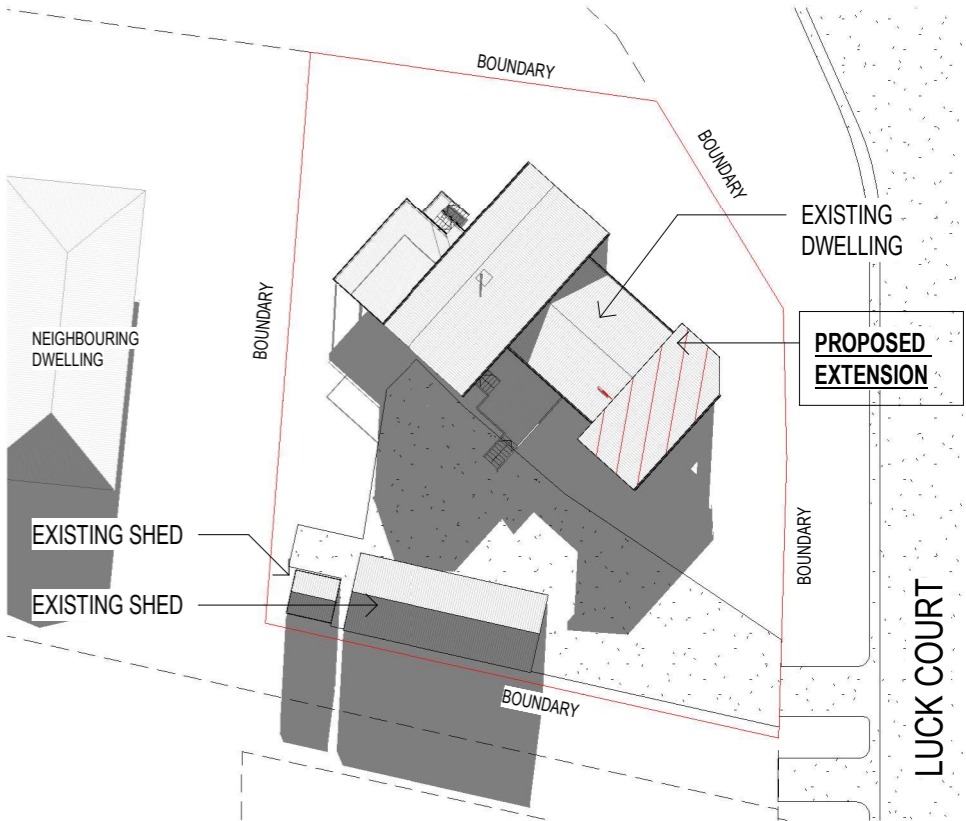 BOUNDARY
BOUNDARY
EXISTING
DWELLING
BOUNDARY
NEIGHBOURING
DWELLING
PROPOSED
EXTENSION
EXISTING SHED
BOUNDARY
EXISTING SHED
LUCK COURT
BOUNDARY